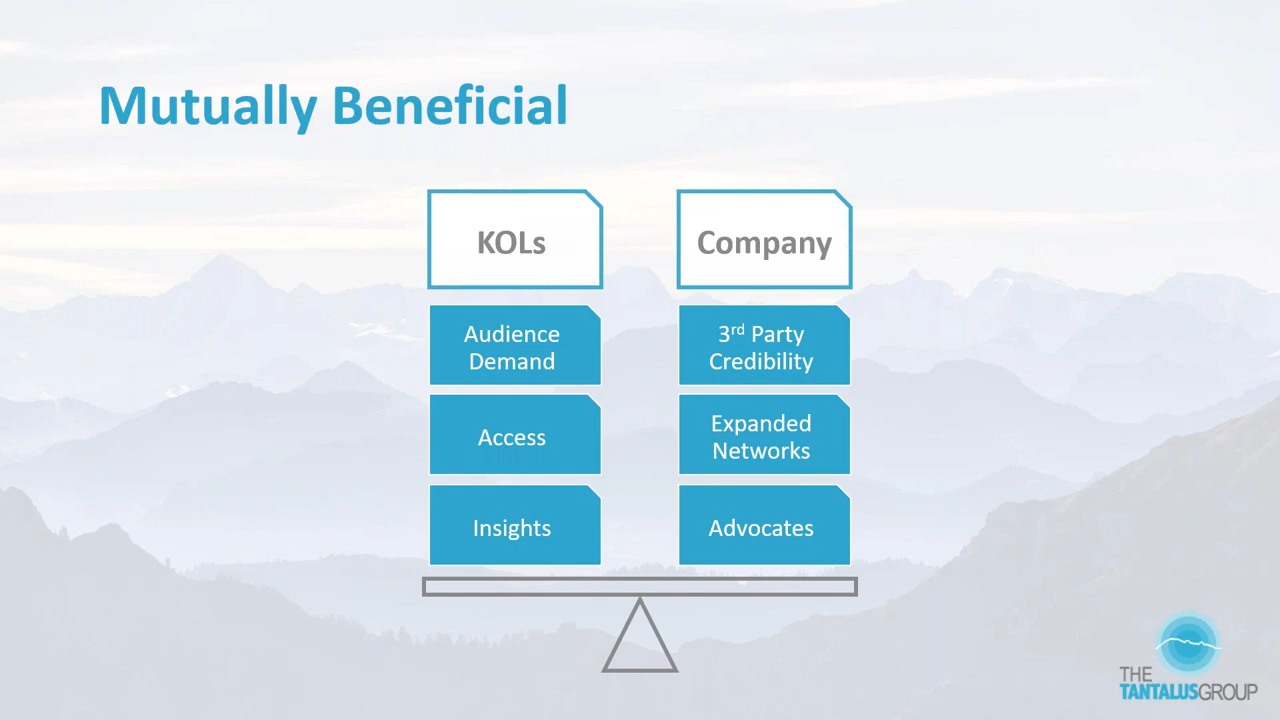 Mutually Beneficial
KOLs
Company
Audience
Demand
3rd Party
Credibility
Access
Expanded
Networks
Insights
Advocates
THE
TANTALUSGROUP